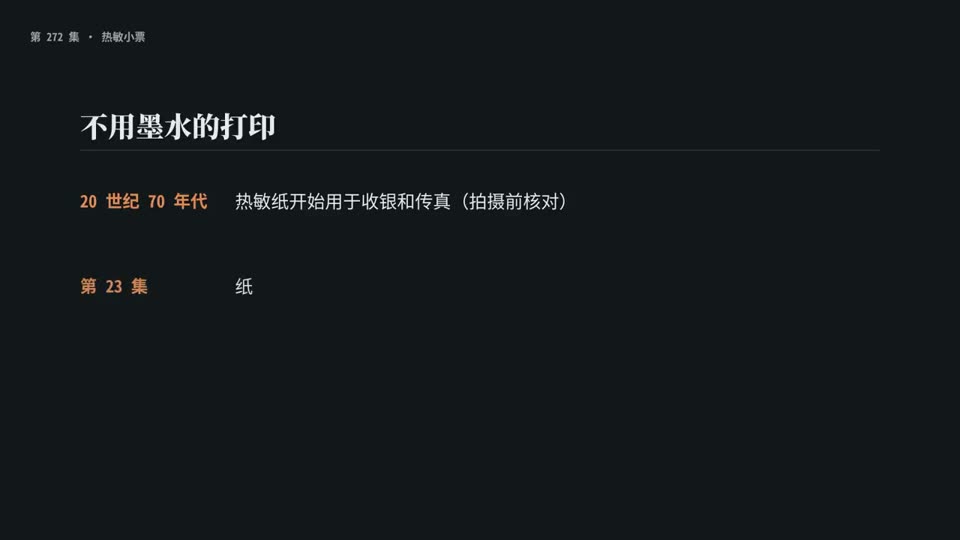 第 272 集 · 热敏小票
不用墨水的打印
20 世纪 70 年代 热敏纸开始用于收银和传真（拍摄前核对）
第 23 集 纸